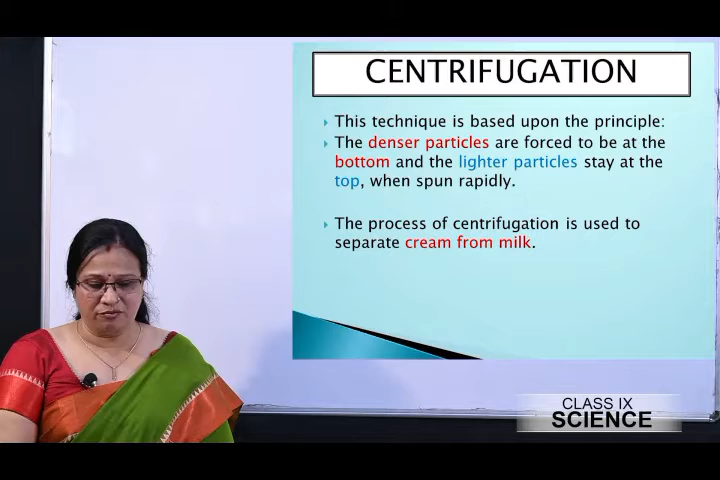 CENTRIFUGATION
This technique is based upon the principle:
The denser particles are forced to be at the
bottom and the lighter particles stay at the
top, when spun rapidly.
The process of centrifugation is used to
separate cream from milk.
CLASS IX
SCIENCE